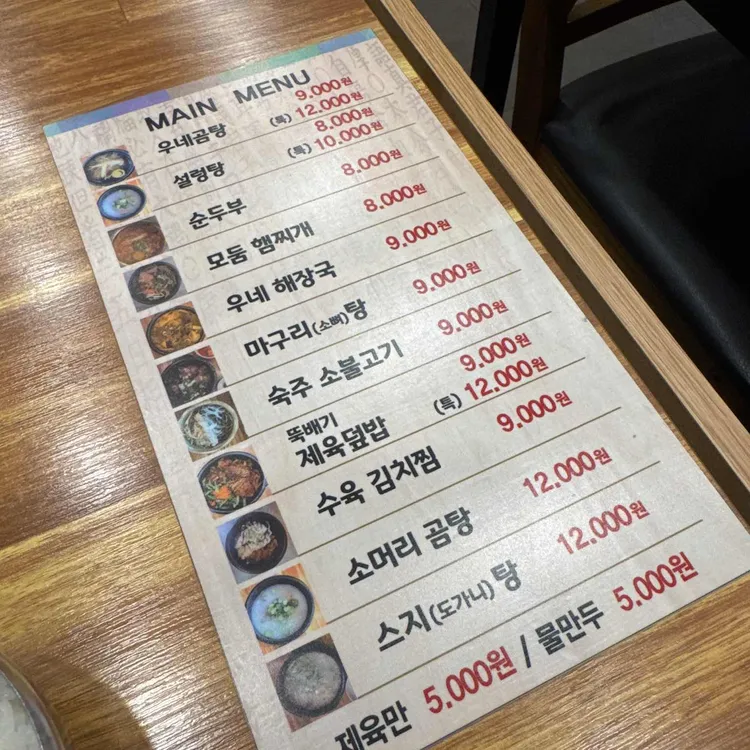 MAIN MENU
우네곰탕 9,000원
(특) 12,000원
설렁탕 8,000원
(특) 10,000원
순두부 8,000원
모둠 햄찌개 8,000원
우네 해장국 9,000원
마구리(소뼈)탕 9,000원
숙주 소불고기 9,000원
뚝배기
제육덮밥 9,000원
(특) 12,000원
수육 김치찜 9,000원
소머리 곰탕 12,000원
스지(도가니)탕 12,000원
제육만 5,000원 / 물만두 5,000원